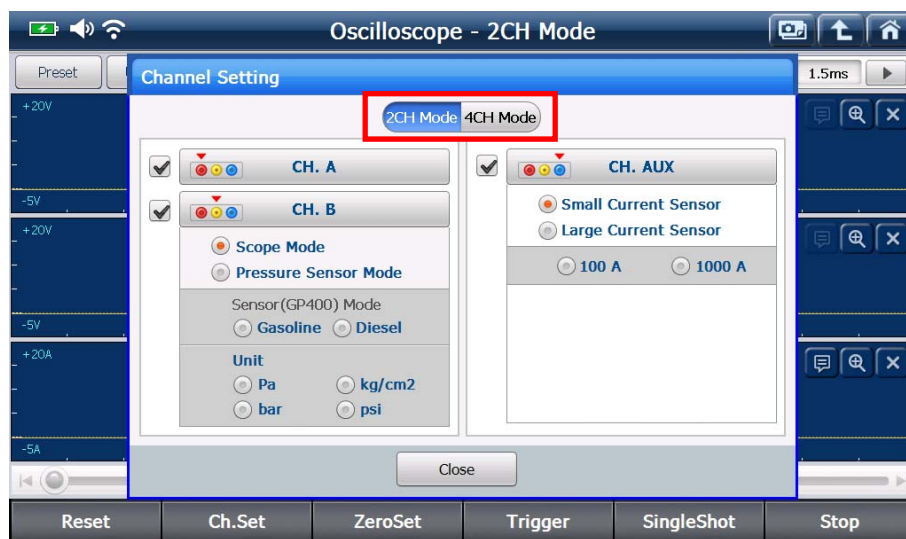 Oscilloscope - 2CH Mode
Preset
1.5ms
Channel Setting
2CH Mode 4CH Mode
+20V
-5V
+20V
-5V
+20A
-5A
CH. A
CH. B
Scope Mode
Pressure Sensor Mode
Sensor(GP400) Mode
Gasoline Diesel
Unit
Pa kg/cm2
bar psi
CH. AUX
Small Current Sensor
Large Current Sensor
100 A 1000 A
Close
Reset Ch.Set ZeroSet Trigger SingleShot Stop